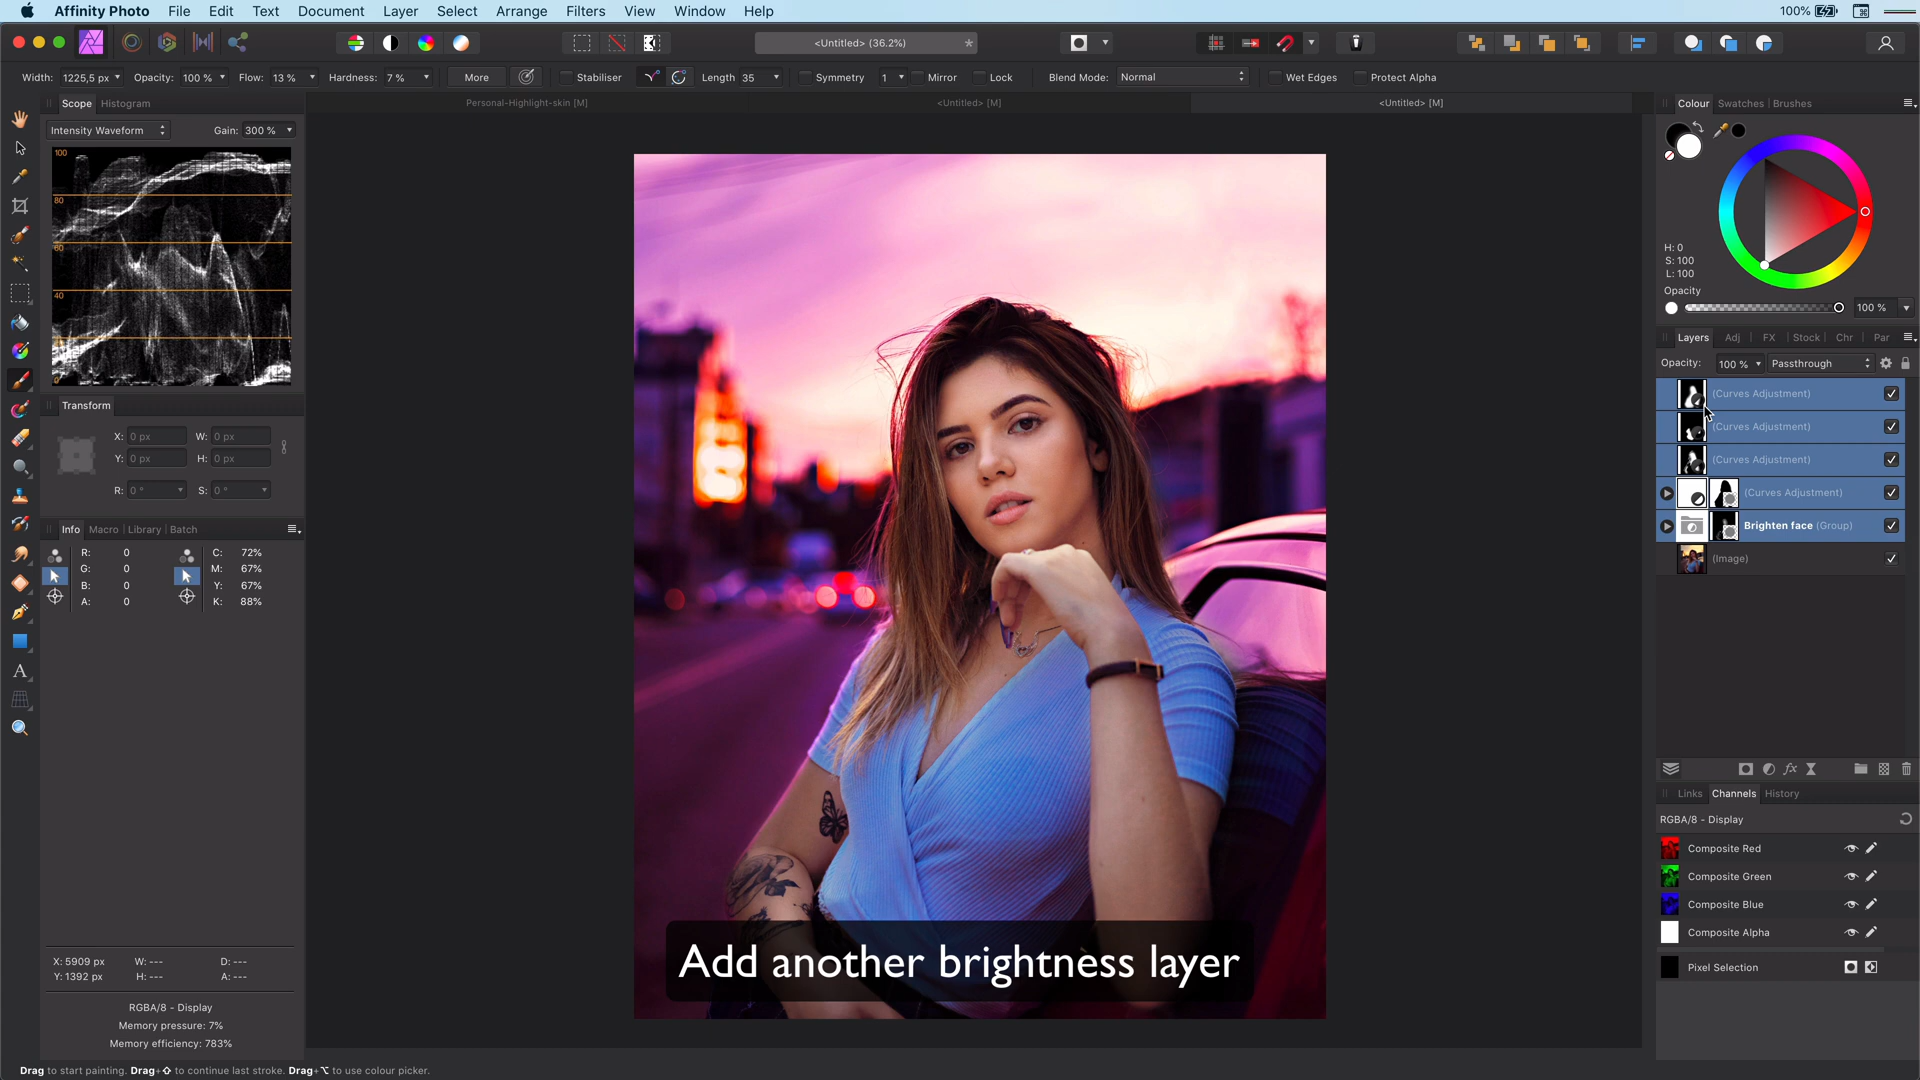 Affinity Photo File Edit Text Document Layer Select Arrange Filters View Window Help 100%
<Untitled> (36.2%) *
Width: 1225,5 px Opacity: 100 % Flow: 13 % Hardness: 7 % More Stabiliser Length 35 Symmetry 1 Mirror Lock Blend Mode: Normal Wet Edges Protect Alpha
Personal-Highlight-skin [M] <Untitled> [M] <Untitled> [M]
Scope Histogram
Intensity Waveform Gain: 300 %
100
80
60
40
0
Transform
X: 0 px W: 0 px
Y: 0 px H: 0 px
R: 0 ° S: 0 °
Info Macro Library Batch
R: 0 C: 72%
G: 0 M: 67%
B: 0 Y: 67%
A: 0 K: 88%
X: 5909 px W: --- D: ---
Y: 1392 px H: --- A: ---
RGBA/8 - Display
Memory pressure: 7%
Memory efficiency: 783%
Drag to start painting. Drag+⇧ to continue last stroke. Drag+⌥ to use colour picker.
Add another brightness layer
Colour Swatches Brushes
H: 0
S: 100
L: 100
Opacity
100 %
Layers Adj FX Stock Chr Par
Opacity: 100 % Passthrough
(Curves Adjustment)
(Curves Adjustment)
(Curves Adjustment)
(Curves Adjustment)
Brighten face (Group)
(Image)
fx
Links Channels History
RGBA/8 - Display
Composite Red
Composite Green
Composite Blue
Composite Alpha
Pixel Selection